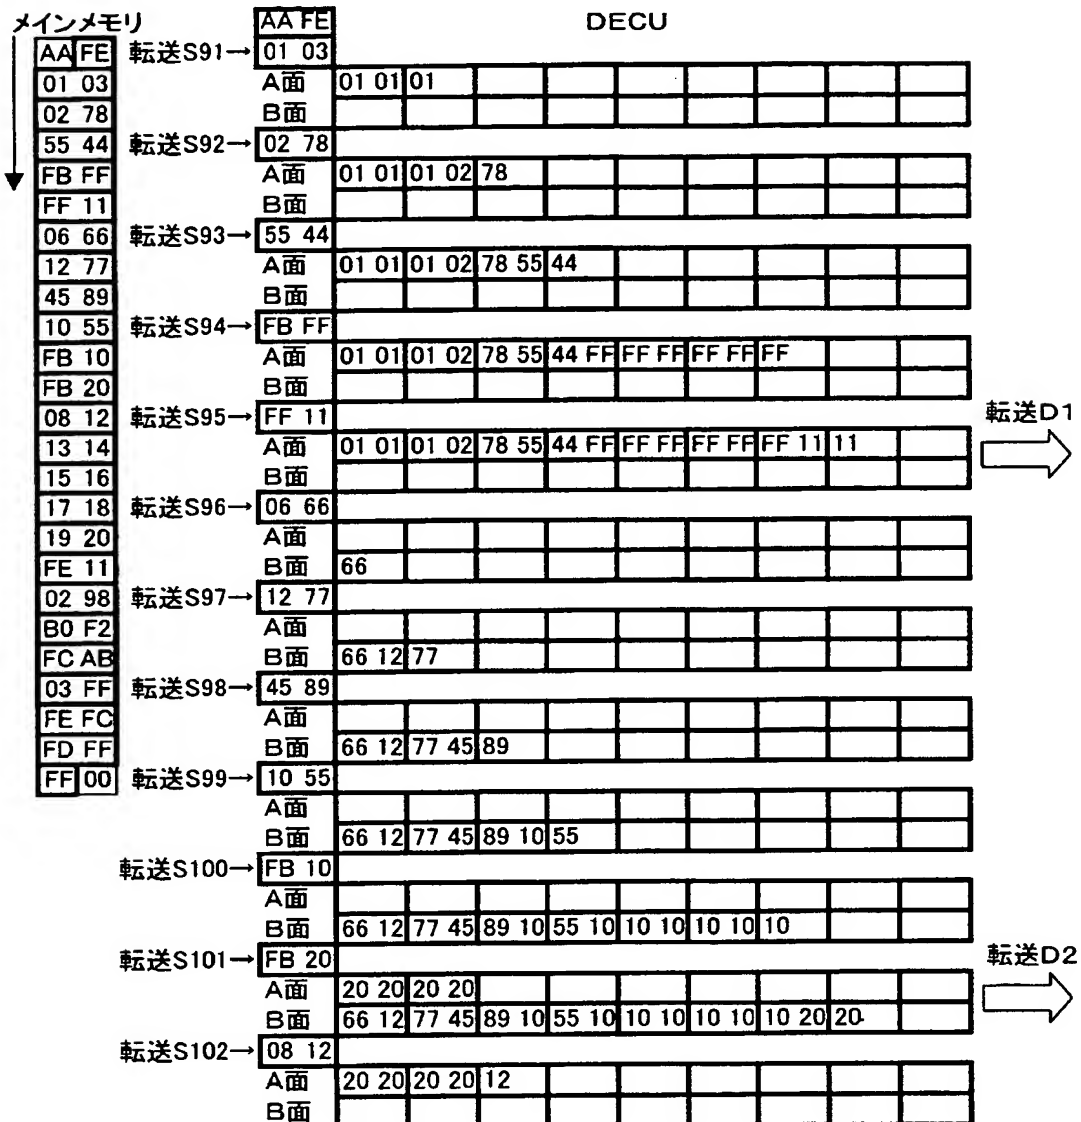 メインメモリ AA FE DECU
AA FE 転送S91→ 01 03
01 03 A面 01 01 01
02 78 B面
55 44 転送S92→ 02 78
FB FF A面 01 01 01 02 78
FF 11 B面
06 66 転送S93→ 55 44
12 77 A面 01 01 01 02 78 55 44
45 89 B面
10 55 転送S94→ FB FF
FB 10 A面 01 01 01 02 78 55 44 FF FF FF FF FF FF
FB 20 B面
08 12 転送S95→ FF 11 転送D1
13 14 A面 01 01 01 02 78 55 44 FF FF FF FF FF FF 11 11
15 16 B面
17 18 転送S96→ 06 66
19 20 A面
FE 11 B面 66
02 98 転送S97→ 12 77
B0 F2 A面
FC AB B面 66 12 77
03 FF 転送S98→ 45 89
FE FC A面
FD FF B面 66 12 77 45 89
FF 00 転送S99→ 10 55
A面
B面 66 12 77 45 89 10 55
転送S100→ FB 10
A面
B面 66 12 77 45 89 10 55 10 10 10 10 10 10
転送S101→ FB 20 転送D2
A面 20 20 20 20
B面 66 12 77 45 89 10 55 10 10 10 10 10 10 20 20
転送S102→ 08 12
A面 20 20 20 20 12
B面